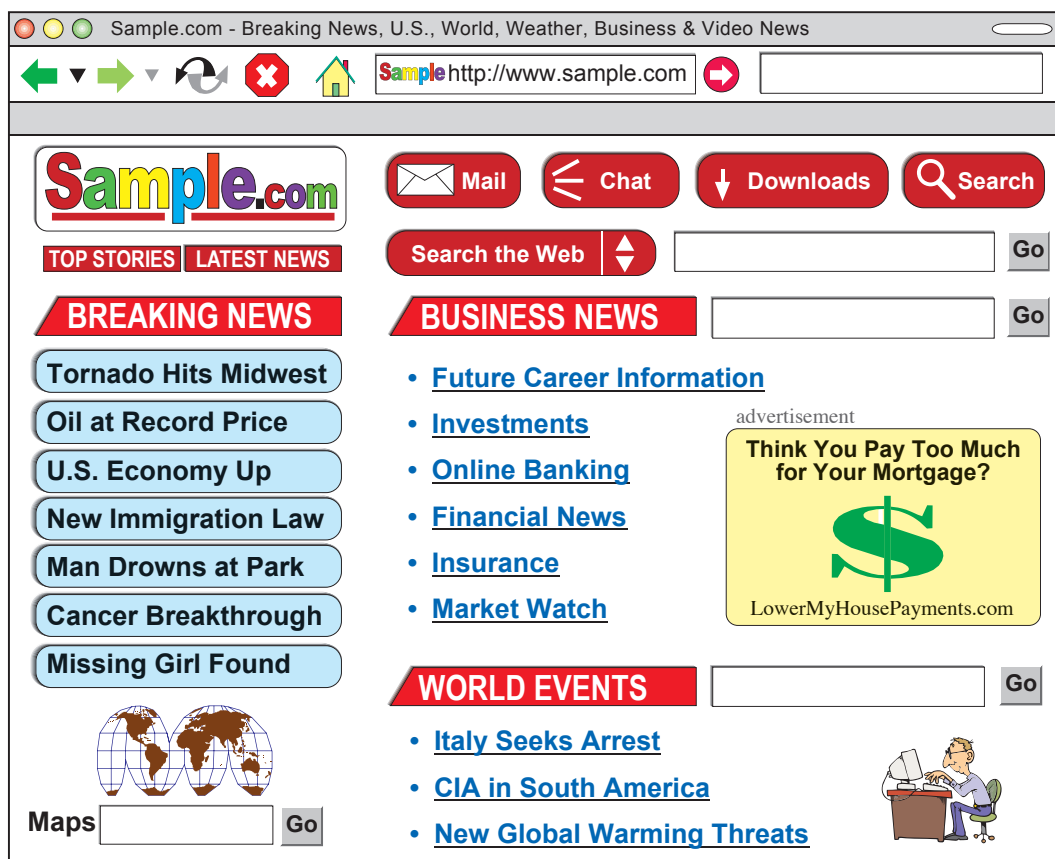 Sample.com - Breaking News, U.S., World, Weather, Business & Video News
Sample http://www.sample.com
Sample.com
Mail
Chat
Downloads
Search
TOP STORIES
LATEST NEWS
Search the Web
Go
BREAKING NEWS
Tornado Hits Midwest
Oil at Record Price
U.S. Economy Up
New Immigration Law
Man Drowns at Park
Cancer Breakthrough
Missing Girl Found
Maps
Go
BUSINESS NEWS
Go
• Future Career Information
• Investments
• Online Banking
• Financial News
• Insurance
• Market Watch
advertisement
Think You Pay Too Much
for Your Mortgage?
$
LowerMyHousePayments.com
WORLD EVENTS
Go
• Italy Seeks Arrest
• CIA in South America
• New Global Warming Threats